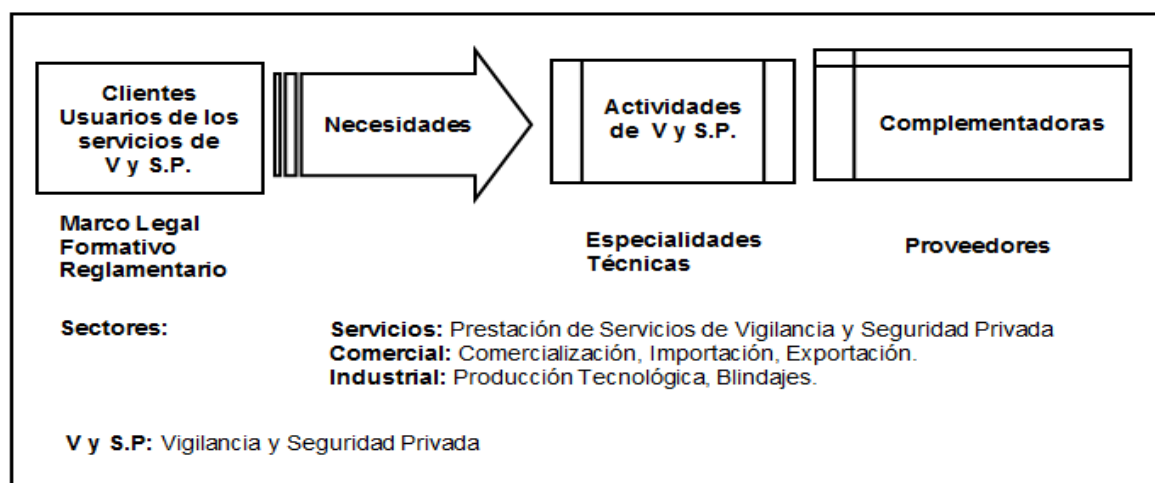 Clientes
Usuarios de los
servicios de
V y S.P.
Necesidades
Actividades
de V y S.P.
Complementadoras
Marco Legal
Formativo
Reglamentario
Especialidades
Técnicas
Proveedores
Sectores:
Servicios: Prestación de Servicios de Vigilancia y Seguridad Privada
Comercial: Comercialización, Importación, Exportación.
Industrial: Producción Tecnológica, Blindajes.
V y S.P: Vigilancia y Seguridad Privada